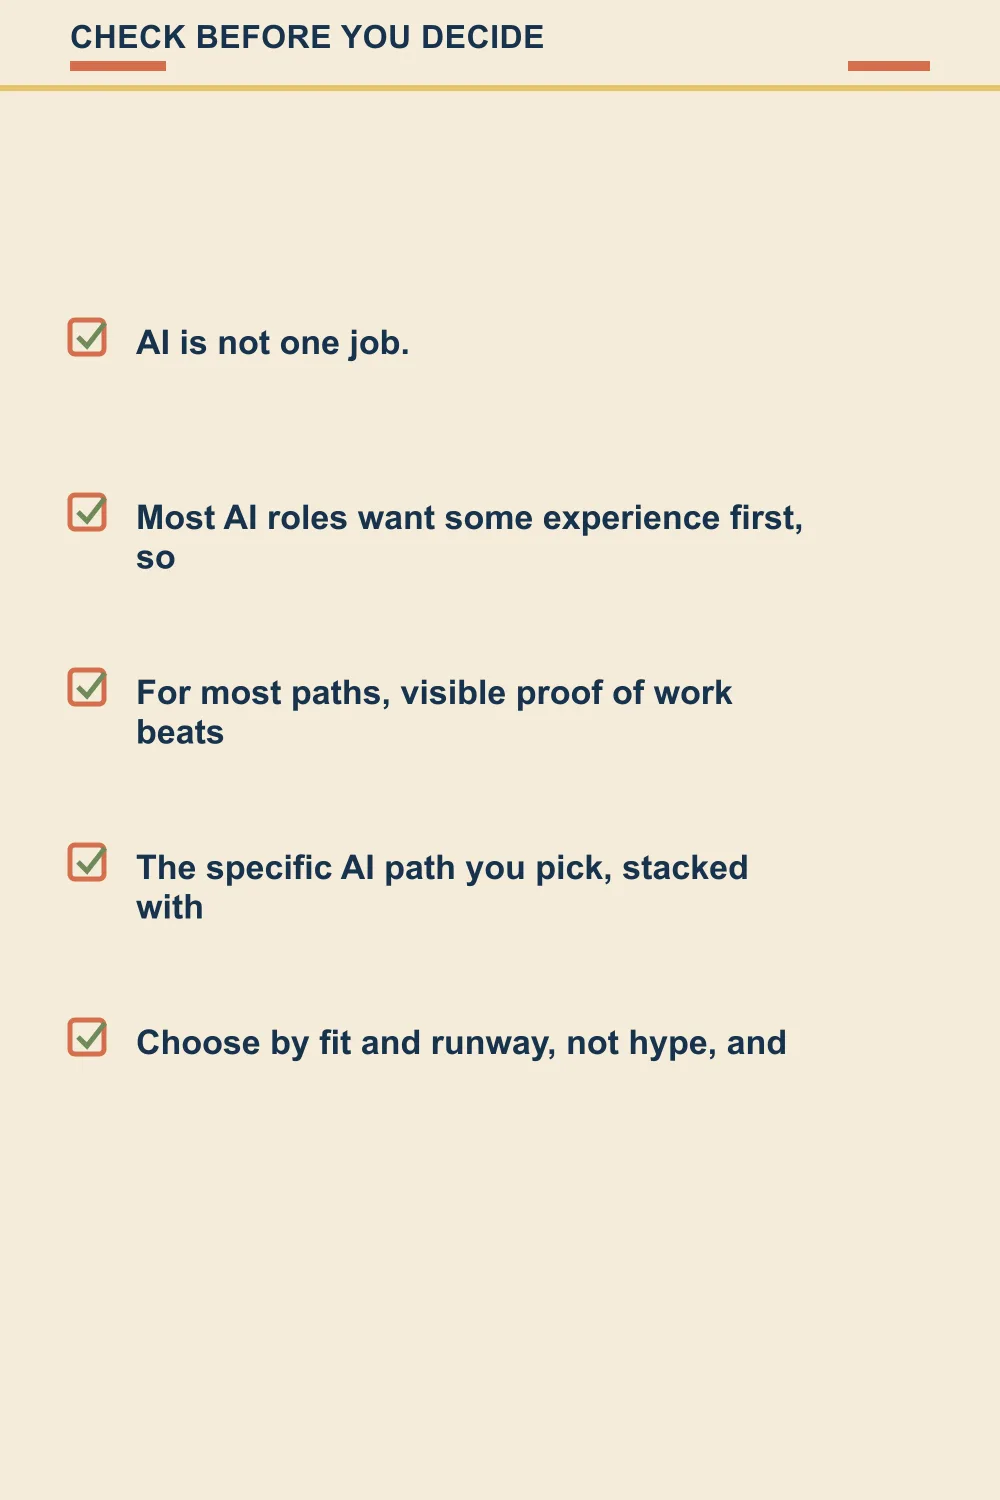 CHECK BEFORE YOU DECIDE
AI is not one job.
Most AI roles want some experience first,
so
For most paths, visible proof of work
beats
The specific AI path you pick, stacked
with
Choose by fit and runway, not hype, and